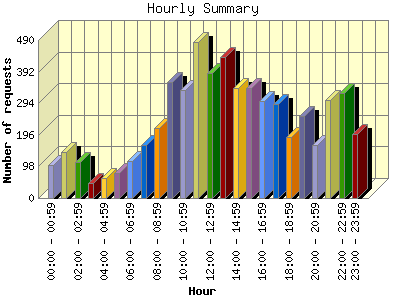 Hourly Summary
Number of requests
490
392
294
196
98
0
00:00 - 00:59
02:00 - 02:59
04:00 - 04:59
06:00 - 06:59
08:00 - 08:59
10:00 - 10:59
12:00 - 12:59
14:00 - 14:59
16:00 - 16:59
18:00 - 18:59
20:00 - 20:59
22:00 - 22:59
23:00 - 23:59
Hour